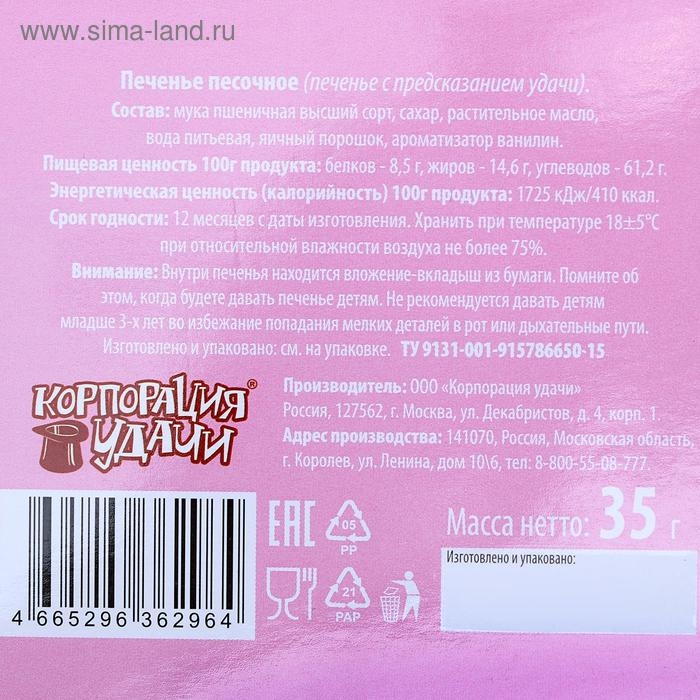 www.sima-land.ru
Печенье песочное (печенье с предсказанием удачи).
Состав: мука пшеничная высший сорт, сахар, растительное масло,
вода питьевая, яичный порошок, ароматизатор ванилин.
Пищевая ценность 100г продукта: белков - 8,5 г, жиров - 14,6 г, углеводов - 61,2 г.
Энергетическая ценность (калорийность) 100г продукта: 1725 кДж/410 ккал.
Срок годности: 12 месяцев с даты изготовления. Хранить при температуре 18±5°С
при относительной влажности воздуха не более 75%.
Внимание: Внутри печенья находится вложение-вкладыш из бумаги. Помните об
этом, когда будете давать печенье детям. Не рекомендуется давать детям
младше 3-х лет во избежание попадания мелких деталей в рот или дыхательные пути.
Изготовлено и упаковано: см. на упаковке. ТУ 9131-001-915786650-15
КОРПОРАЦИЯ®
УДАЧИ
Производитель: ООО «Корпорация удачи»
Россия, 127562, г. Москва, ул. Декабристов, д. 4, корп. 1.
Адрес производства: 141070, Россия, Московская область,
г. Королев, ул. Ленина, дом 10\6, тел: 8-800-55-08-777.
4 665296 362964
EAC
05
PP
21
PAP
Масса нетто: 35 г
Изготовлено и упаковано: